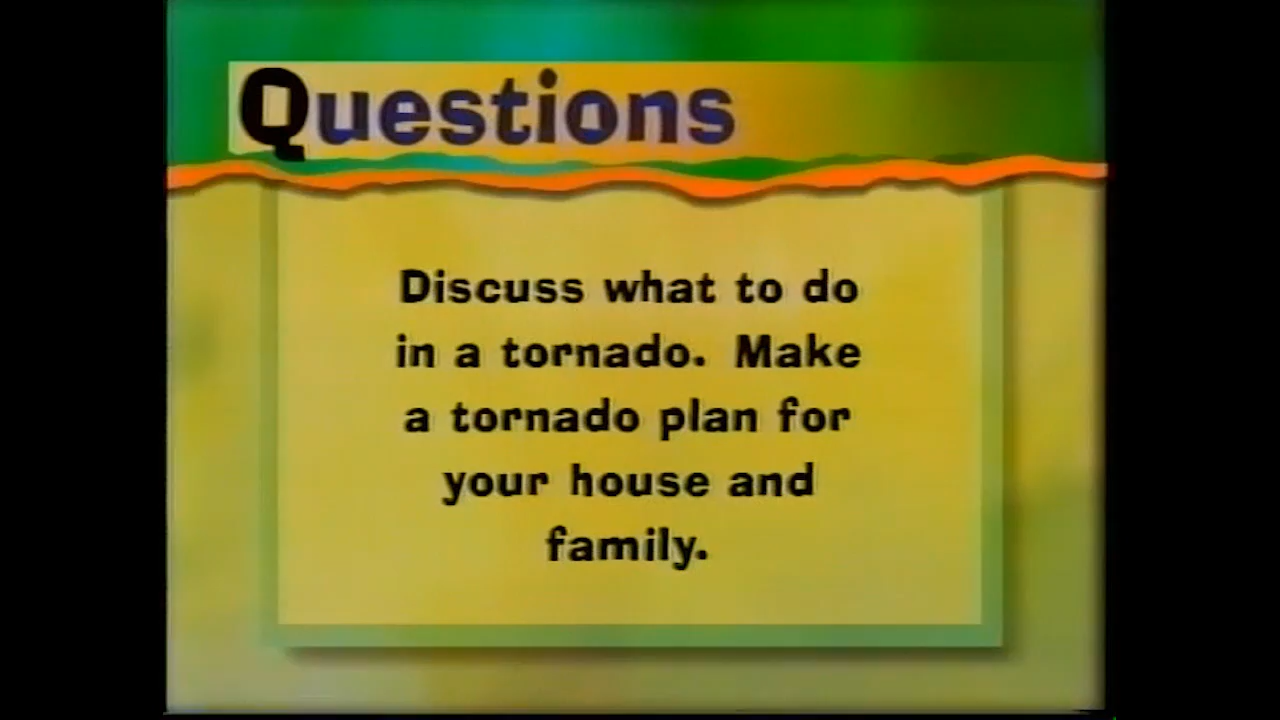 Questions
Discuss what to do
in a tornado. Make
a tornado plan for
your house and
family.